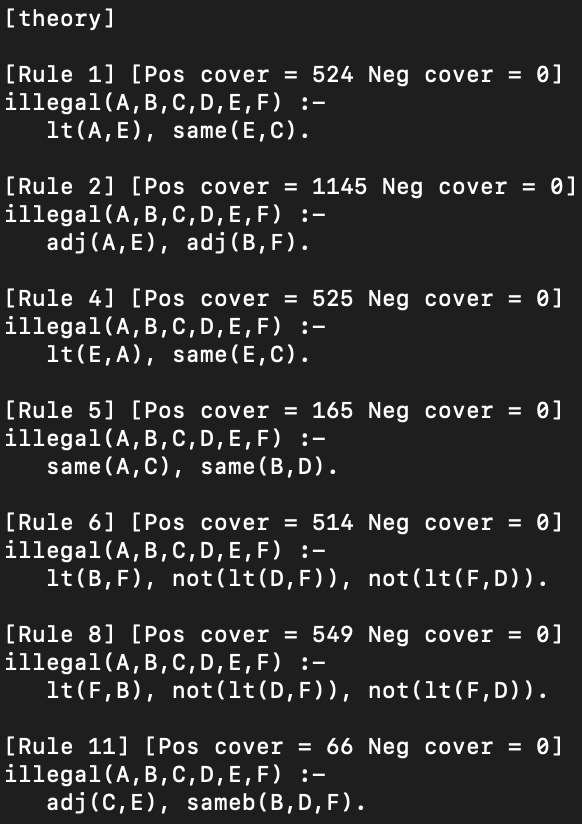 [theory]
[Rule 1] [Pos cover = 524 Neg cover = 0]
illegal(A,B,C,D,E,F) :-
lt(A,E), same(E,C).
[Rule 2] [Pos cover = 1145 Neg cover = 0]
illegal(A,B,C,D,E,F) :-
adj(A,E), adj(B,F).
[Rule 4] [Pos cover = 525 Neg cover = 0]
illegal(A,B,C,D,E,F) :-
lt(E,A), same(E,C).
[Rule 5] [Pos cover = 165 Neg cover = 0]
illegal(A,B,C,D,E,F) :-
same(A,C), same(B,D).
[Rule 6] [Pos cover = 514 Neg cover = 0]
illegal(A,B,C,D,E,F) :-
lt(B,F), not(lt(D,F)), not(lt(F,D)).
[Rule 8] [Pos cover = 549 Neg cover = 0]
illegal(A,B,C,D,E,F) :-
lt(F,B), not(lt(D,F)), not(lt(F,D)).
[Rule 11] [Pos cover = 66 Neg cover = 0]
illegal(A,B,C,D,E,F) :-
adj(C,E), sameb(B,D,F).